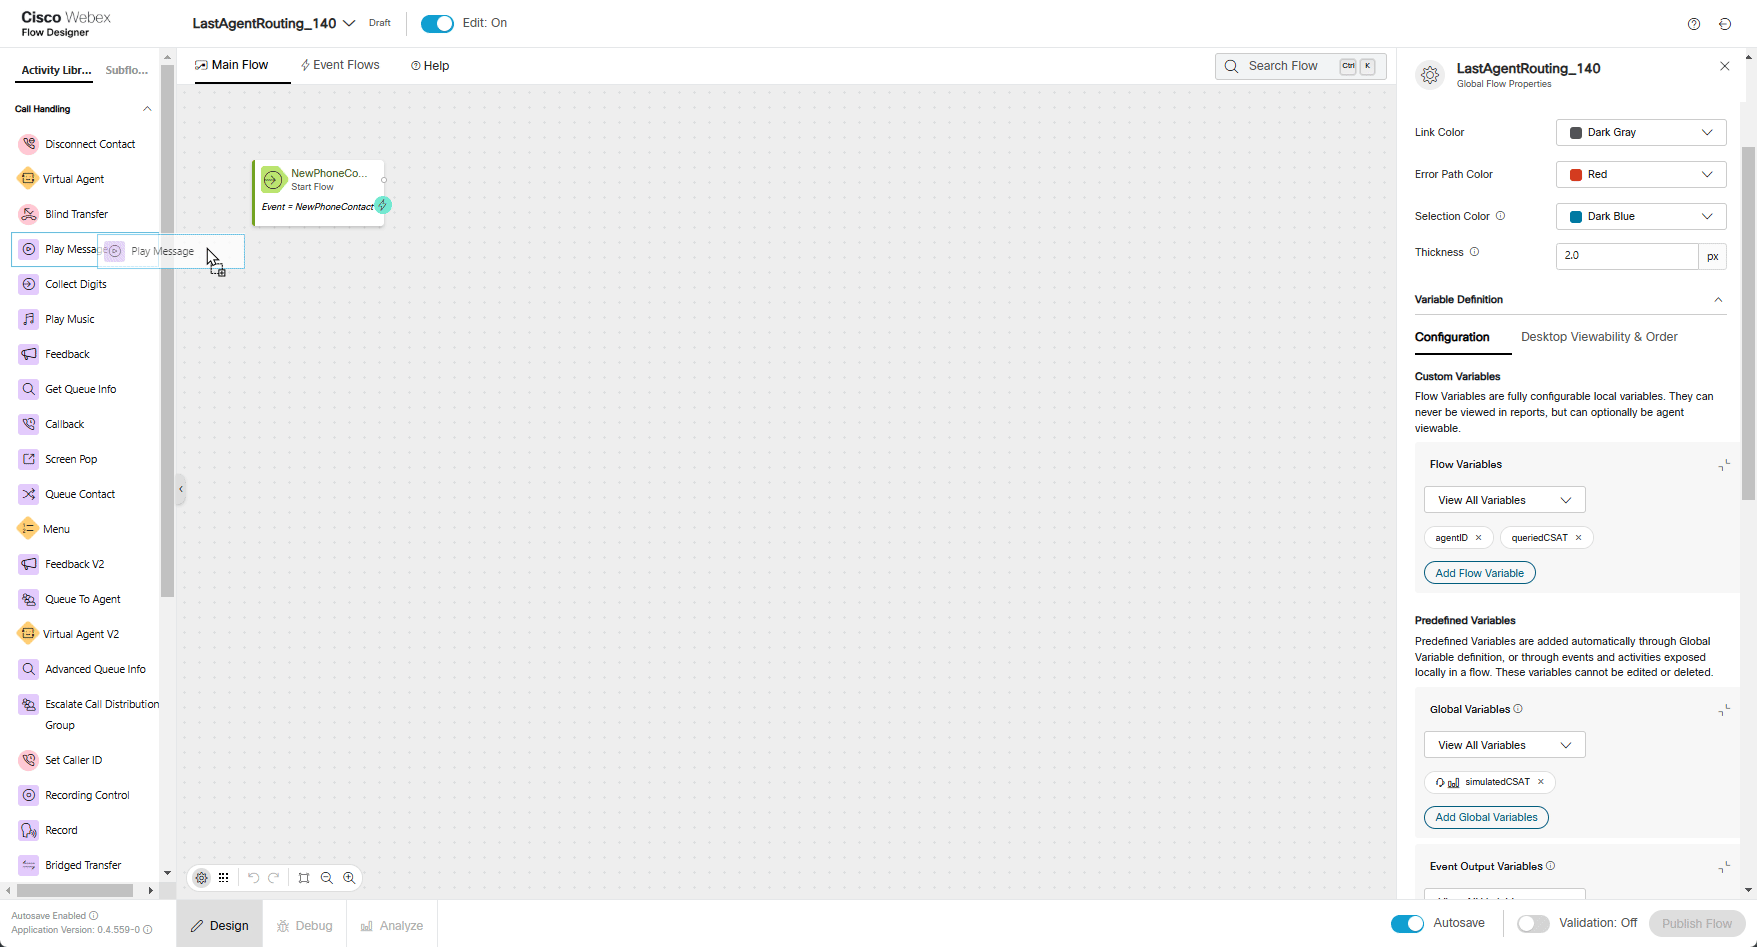 Cisco Webex
Flow Designer
LastAgentRouting_140
Draft
Edit: On
Activity Libr...
Subflo...
Main Flow
Event Flows
Help
Search Flow
Ctrl
K
Call Handling
Disconnect Contact
Virtual Agent
Blind Transfer
Play Messag
Play Message
Collect Digits
Play Music
Feedback
Get Queue Info
Callback
Screen Pop
Queue Contact
Menu
Feedback V2
Queue To Agent
Virtual Agent V2
Advanced Queue Info
Escalate Call Distribution
Group
Set Caller ID
Recording Control
Record
Bridged Transfer
Autosave Enabled
Application Version: 0.4.559-0
NewPhoneCo...
Start Flow
Event = NewPhoneContact
Design
Debug
Analyze
LastAgentRouting_140
Global Flow Properties
Link Color
Dark Gray
Error Path Color
Red
Selection Color
Dark Blue
Thickness
2.0
px
Variable Definition
Configuration
Desktop Viewability & Order
Custom Variables
Flow Variables are fully configurable local variables. They can
never be viewed in reports, but can optionally be agent
viewable.
Flow Variables
View All Variables
agentID
queriedCSAT
Add Flow Variable
Predefined Variables
Predefined Variables are added automatically through Global
Variable definition, or through events and activities exposed
locally in a flow. These variables cannot be edited or deleted.
Global Variables
View All Variables
simulatedCSAT
Add Global Variables
Event Output Variables
Autosave
Validation: Off
Publish Flow